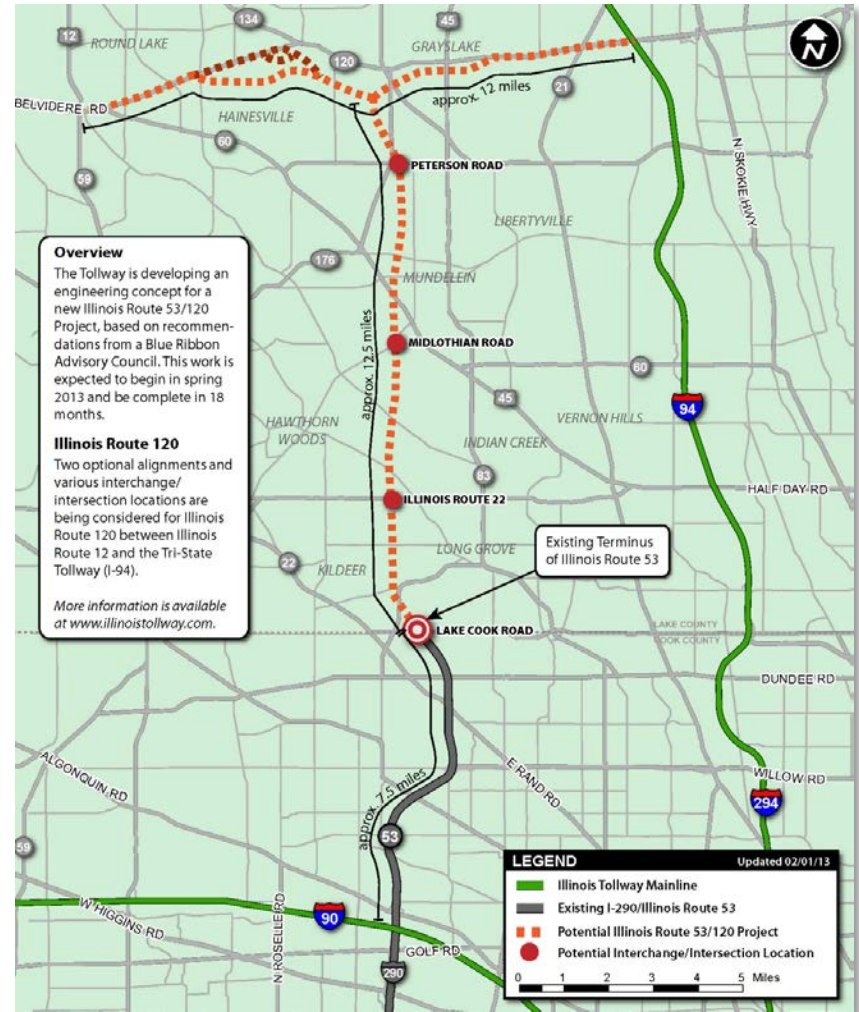 134
45
12
ROUND LAKE
GRAYSLAKE
N
120
BELVIDERE RD
approx. 12 miles
21
HAINESVILLE
60
N SKOKIE HWY
59
PETERSON ROAD
LIBERTYVILLE
Overview
The Tollway is developing an
engineering concept for a
new Illinois Route 53/120
Project, based on recommen-
dations from a Blue Ribbon
Advisory Council. This work is
expected to begin in spring
2013 and be complete in 18
months.
Illinois Route 120
Two optional alignments and
various interchange/
intersection locations are
being considered for Illinois
Route 120 between Illinois
Route 12 and the Tri-State
Tollway (I-94).
More information is available
at www.illinoistollway.com.
176
MUNDELEIN
MIDLOTHIAN ROAD
approx. 12.5 miles
60
45
94
HAWTHORN
WOODS
VERNON HILLS
INDIAN CREEK
83
HALF DAY RD
ILLINOIS ROUTE 22
LONG GROVE
Existing Terminus
of Illinois Route 53
22
KILDEER
LAKE COOK ROAD
LAKE COUNTY
COOK COUNTY
DUNDEE RD
ALGONQUIN RD
E RAND RD
WILLOW RD
approx. 7.5 miles
294
53
59
W HIGGINS RD
N ROSELLE RD
90
GOLF RD
290
LEGEND
Updated 02/01/13
Illinois Tollway Mainline
Existing I-290/Illinois Route 53
Potential Illinois Route 53/120 Project
Potential Interchange/Intersection Location
0 1 2 3 4 5 Miles